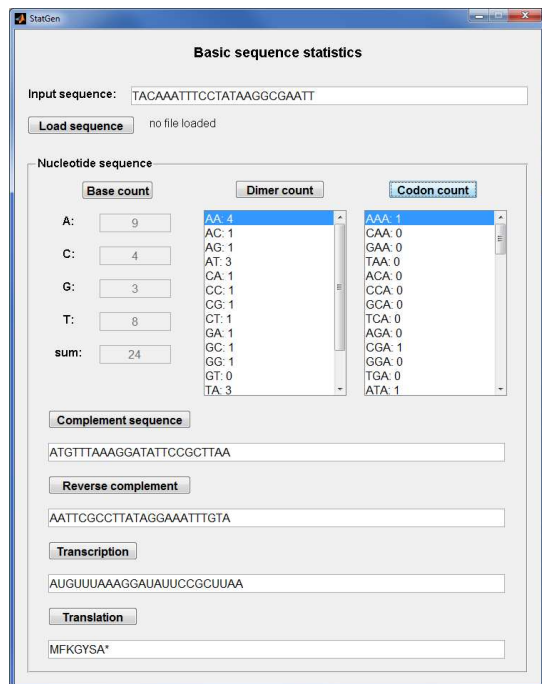 StatGen
Basic sequence statistics
Input sequence: TACAAATTTCCTATAAGGCGAATT
Load sequence no file loaded
Nucleotide sequence
Base count Dimer count Codon count
A: 9 AA: 4 AAA: 1
AC: 1 CAA: 0
AG: 1 GAA: 0
C: 4 AT: 3 TAA: 0
CA: 1 ACA: 0
G: 3 CC: 1 CCA: 0
CG: 1 GCA: 0
T: 8 CT: 1 TCA: 0
GA: 1 AGA: 0
sum: 24 GC: 1 CGA: 1
GG: 1 GGA: 0
GT: 0 TGA: 0
TA: 3 ATA: 1
Complement sequence
ATGTTTAAAGGATATTCCGCTTAA
Reverse complement
AATTCGCCTTATAGGAAATTTGTA
Transcription
AUGUUUAAAGGAUAUUCCGCUUAA
Translation
MFKGYSA*